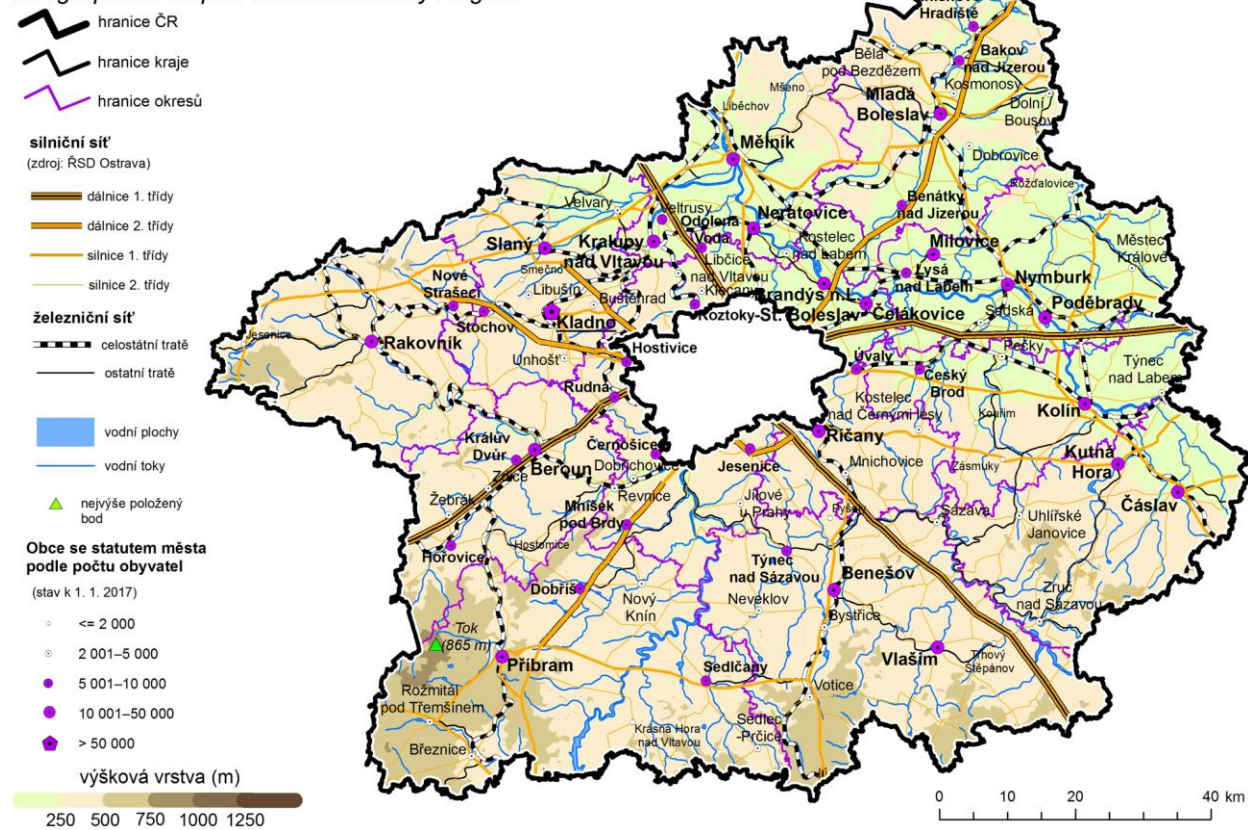 hranice ČR
hranice kraje
hranice okresů
silniční síť
(zdroj: ŘSD Ostrava)
dálnice 1. třídy
dálnice 2. třídy
silnice 1. třídy
silnice 2. třídy
železniční síť
celostátní tratě
ostatní tratě
vodní plochy
vodní toky
nejvýše položený
bod
Obce se statutem města
podle počtu obyvatel
(stav k 1. 1. 2017)
<= 2 000
2 001–5 000
5 001–10 000
10 001–50 000
> 50 000
výšková vrstva (m)
250 500 750 1000 1250
Hradiště
Bakov
nad Jizerou
Běla
pod Bezdězem
Kosmonosy
Mšeno
Mladá
Boleslav
Dolní
Bousov
Liběchov
Mělník
Dobrovice
Rožďalovice
Benátky
nad Jizerou
Velvary
Veltrusy
Odolena
Voda
Neratovice
Kostelec
nad Labem
Milovice
Městec
Králové
Slaný
Kralupy
nad Vltavou
Libčice
nad Vltavou
Lysá
nad Labem
Nymburk
Smečno
Nové
Strašecí
Libušín
Buštěhrad
Klecany
Brandýs n.L.
Roztoky
-St. Boleslav
Čelákovice
Sadská
Poděbrady
Stochov
Kladno
Jesenice
Rakovník
Unhošť
Hostivice
Pečky
Úvaly
Český
Brod
Týnec
nad Labem
Rudná
Kostelec
nad Černými lesy
Kouřim
Kolín
Králův
Dvůr
Beroun
Černošice
Dobřichovice
Říčany
Jesenice
Mnichovice
Zásmuky
Kutná
Hora
Zdice
Žebrák
Řevnice
Mníšek
pod Brdy
Jílové
u Prahy
Pyšely
Sázava
Uhlířské
Janovice
Čáslav
Hostomice
Hořovice
Týnec
nad Sázavou
Benešov
Dobříš
Nový
Knín
Neveklov
Bystřice
Zruč
nad Sázavou
Tok
(865 m)
Příbram
Sedlčany
Vlašim
Trhový
Štěpánov
Rožmitál
pod Třemšínem
Votice
Krásná Hora
nad Vltavou
Sedlec
-Prčice
Březnice
0 10 20 40 km